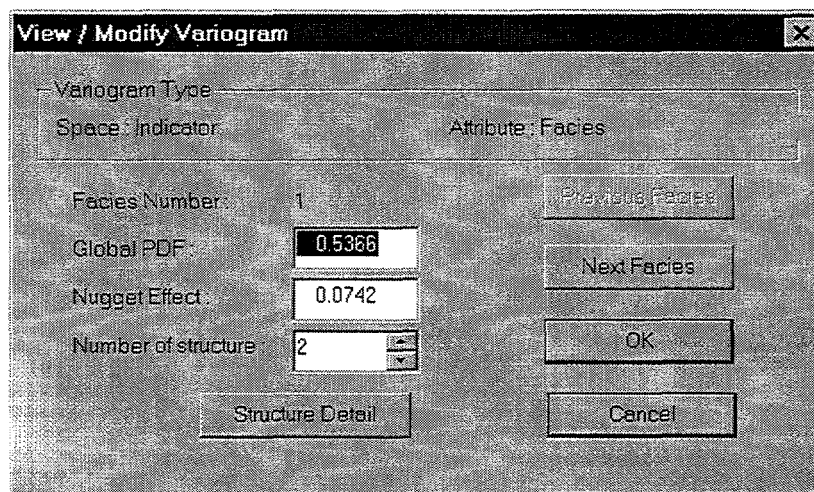 View / Modify Variogram
Variogram Type
Space : Indicator
Attribute : Facies
Facies Number : 1
Previous Facies
Global PDF : 0.5366
Next Facies
Nugget Effect : 0.0742
Number of structure : 2
OK
Structure Detail
Cancel